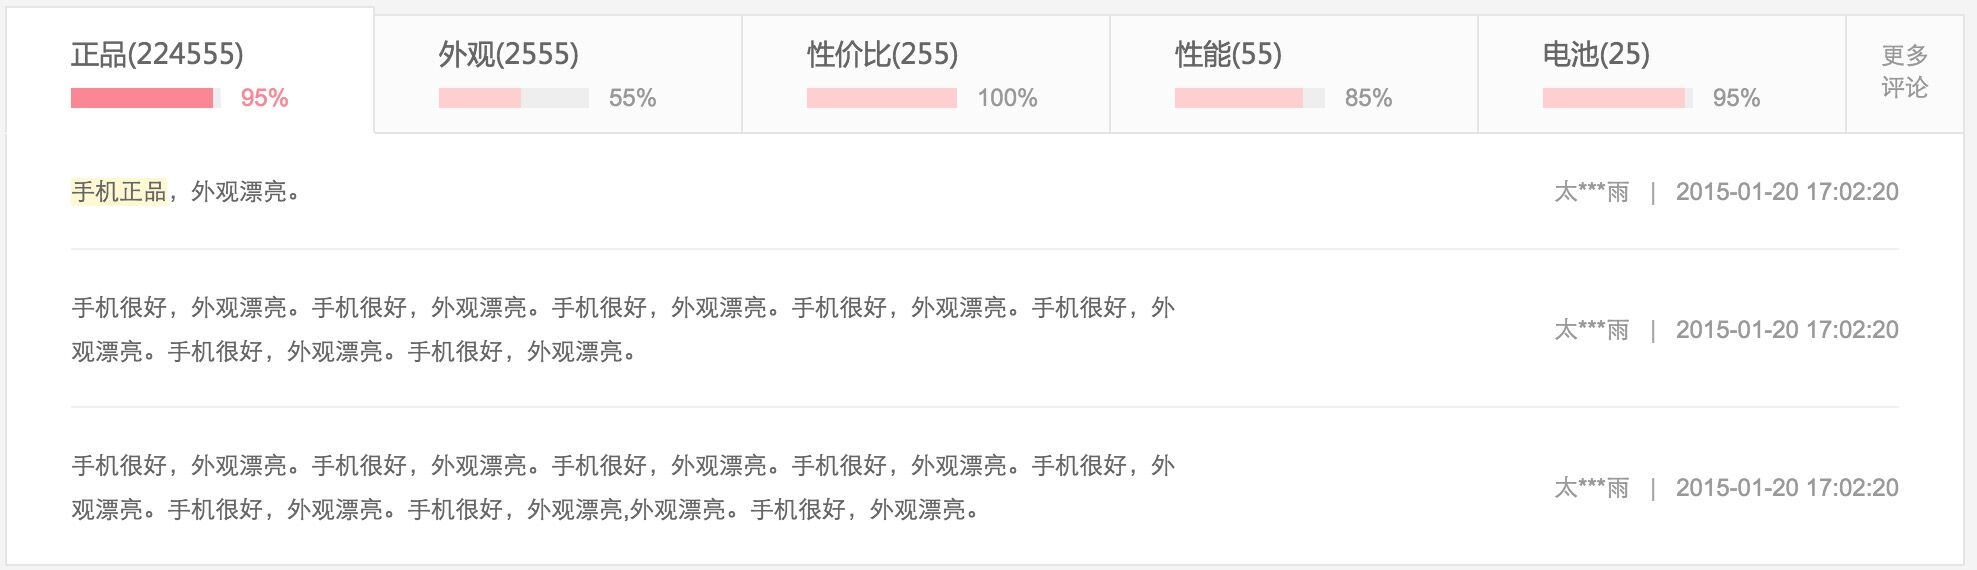 正品(224555)
95%
外观(2555)
55%
性价比(255)
100%
性能(55)
85%
电池(25)
95%
更多
评论
手机正品，外观漂亮。
太***雨 | 2015-01-20 17:02:20
手机很好，外观漂亮。手机很好，外观漂亮。手机很好，外观漂亮。手机很好，外观漂亮。手机很好，外
观漂亮。手机很好，外观漂亮。手机很好，外观漂亮。
太***雨 | 2015-01-20 17:02:20
手机很好，外观漂亮。手机很好，外观漂亮。手机很好，外观漂亮。手机很好，外观漂亮。手机很好，外
观漂亮。手机很好，外观漂亮。手机很好，外观漂亮,外观漂亮。手机很好，外观漂亮。
太***雨 | 2015-01-20 17:02:20